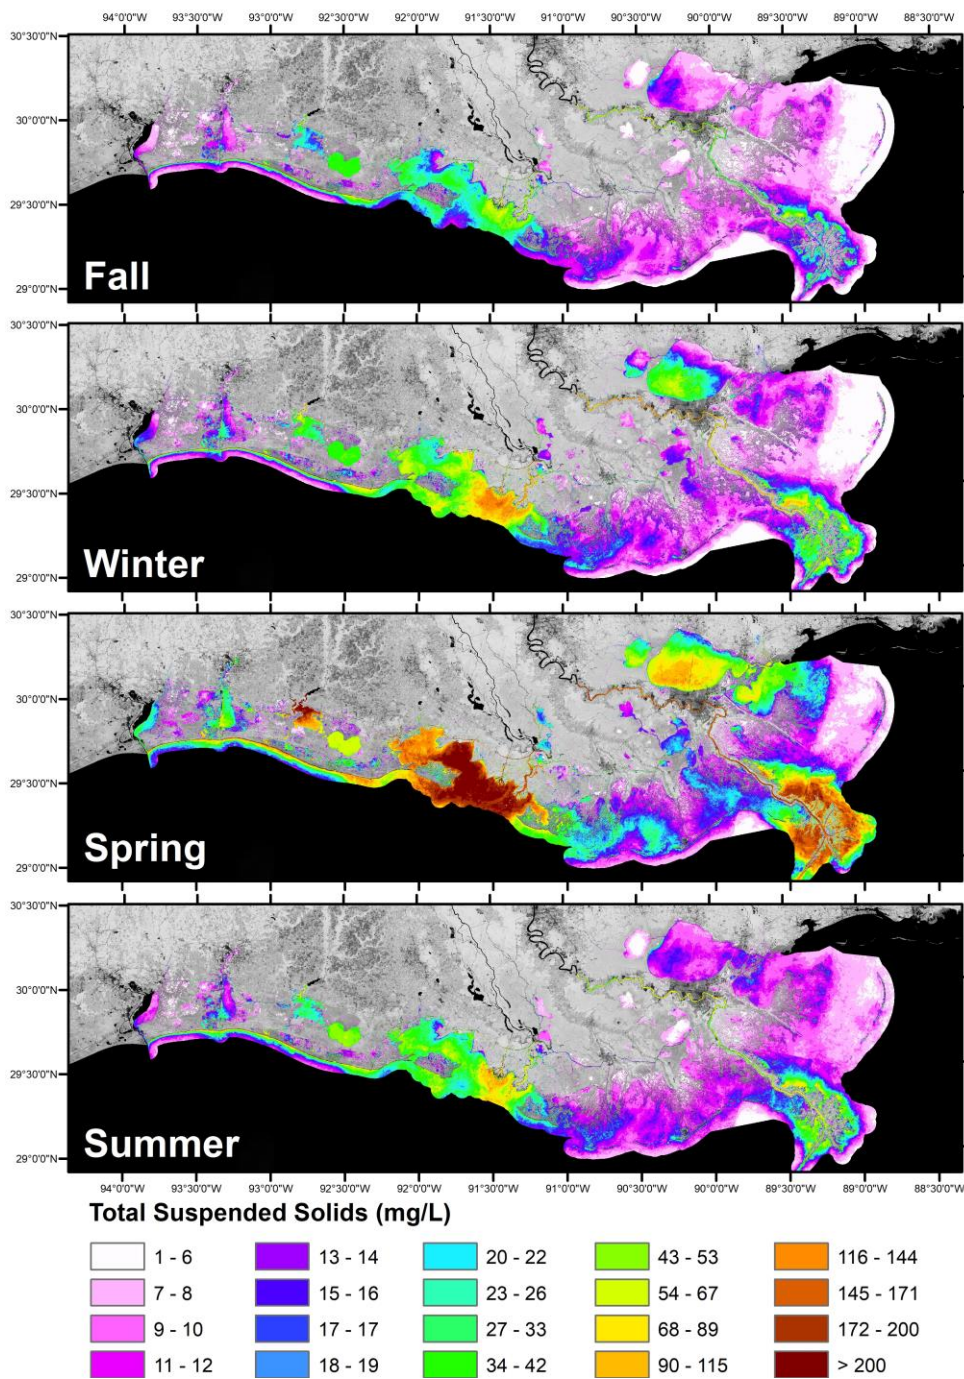 94°0'0"W 93°30'0"W 93°0'0"W 92°30'0"W 92°0'0"W 91°30'0"W 91°0'0"W 90°30'0"W 90°0'0"W 89°30'0"W 89°0'0"W 88°30'0"W
30°30'0"N
30°0'0"N
29°30'0"N
29°0'0"N
Fall
30°30'0"N
30°0'0"N
29°30'0"N
29°0'0"N
Winter
30°30'0"N
30°0'0"N
29°30'0"N
29°0'0"N
Spring
30°30'0"N
30°0'0"N
29°30'0"N
29°0'0"N
Summer
94°0'0"W 93°30'0"W 93°0'0"W 92°30'0"W 92°0'0"W 91°30'0"W 91°0'0"W 90°30'0"W 90°0'0"W 89°30'0"W 89°0'0"W 88°30'0"W
Total Suspended Solids (mg/L)
1 - 6 13 - 14 20 - 22 43 - 53 116 - 144
7 - 8 15 - 16 23 - 26 54 - 67 145 - 171
9 - 10 17 - 17 27 - 33 68 - 89 172 - 200
11 - 12 18 - 19 34 - 42 90 - 115 > 200